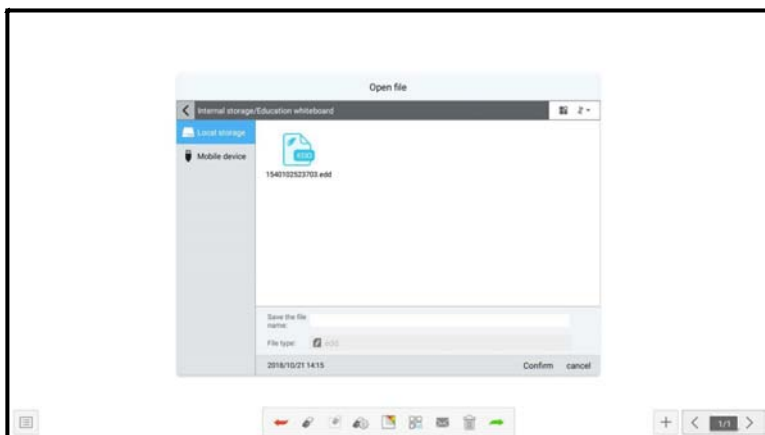 Open file
Internal storage/Education whiteboard
Local storage
Mobile device
EDD
1540102523703.edd
Save the file
name:
File type:
edd
2018/10/21 14:15
Confirm
cancel
1/1